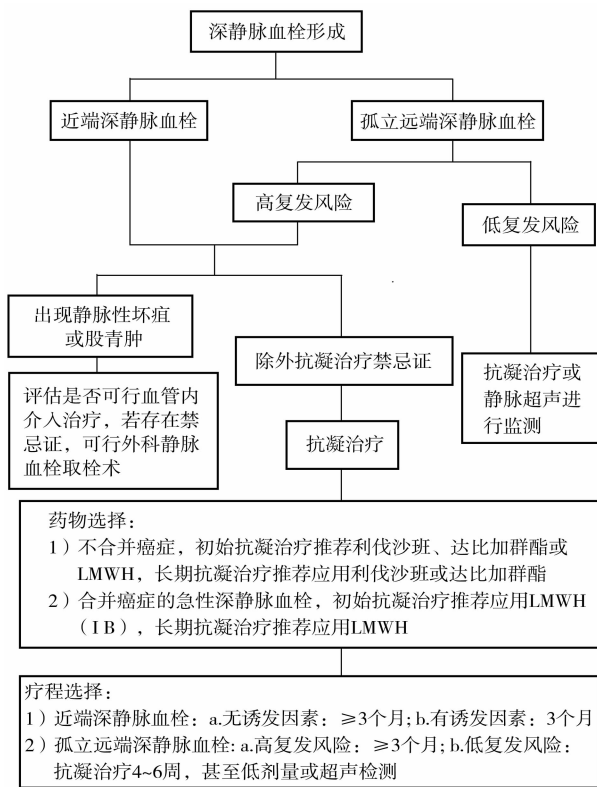 深静脉血栓形成
近端深静脉血栓
孤立远端深静脉血栓
高复发风险
低复发风险
出现静脉性坏疽
或股青肿
除外抗凝治疗禁忌证
抗凝治疗或
静脉超声进
行监测
评估是否可行血管内
介入治疗，若存在禁
忌证，可行外科静脉
血栓取栓术
抗凝治疗
药物选择：
1）不合并癌症，初始抗凝治疗推荐利伐沙班、达比加群酯或
LMWH，长期抗凝治疗推荐应用利伐沙班或达比加群酯
2）合并癌症的急性深静脉血栓，初始抗凝治疗推荐应用LMWH
（I B），长期抗凝治疗推荐应用LMWH
疗程选择：
1）近端深静脉血栓：a.无诱发因素：≥3个月; b.有诱发因素：3个月
2）孤立远端深静脉血栓: a.高复发风险：≥3个月; b.低复发风险：
抗凝治疗4~6周，甚至低剂量或超声检测